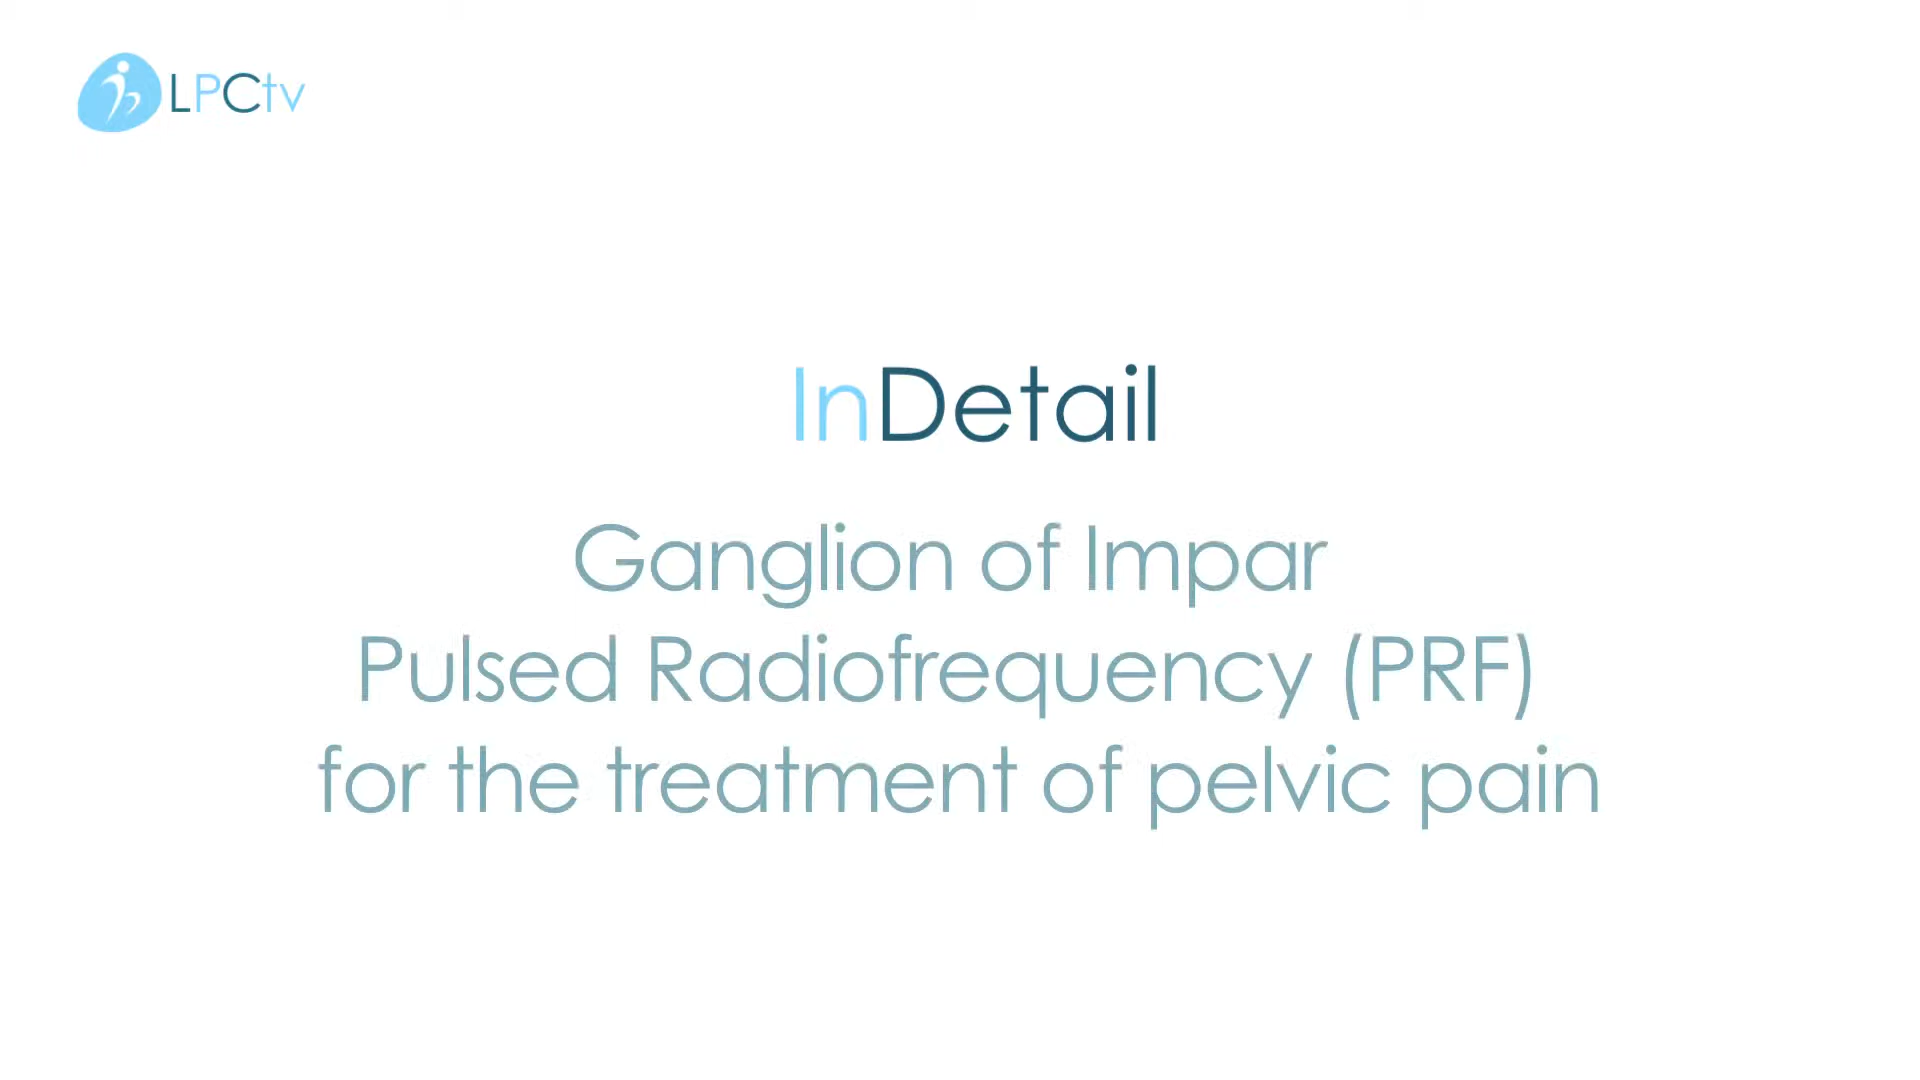 LPCtv
InDetail
Ganglion of Impar
Pulsed Radiofrequency (PRF)
for the treatment of pelvic pain